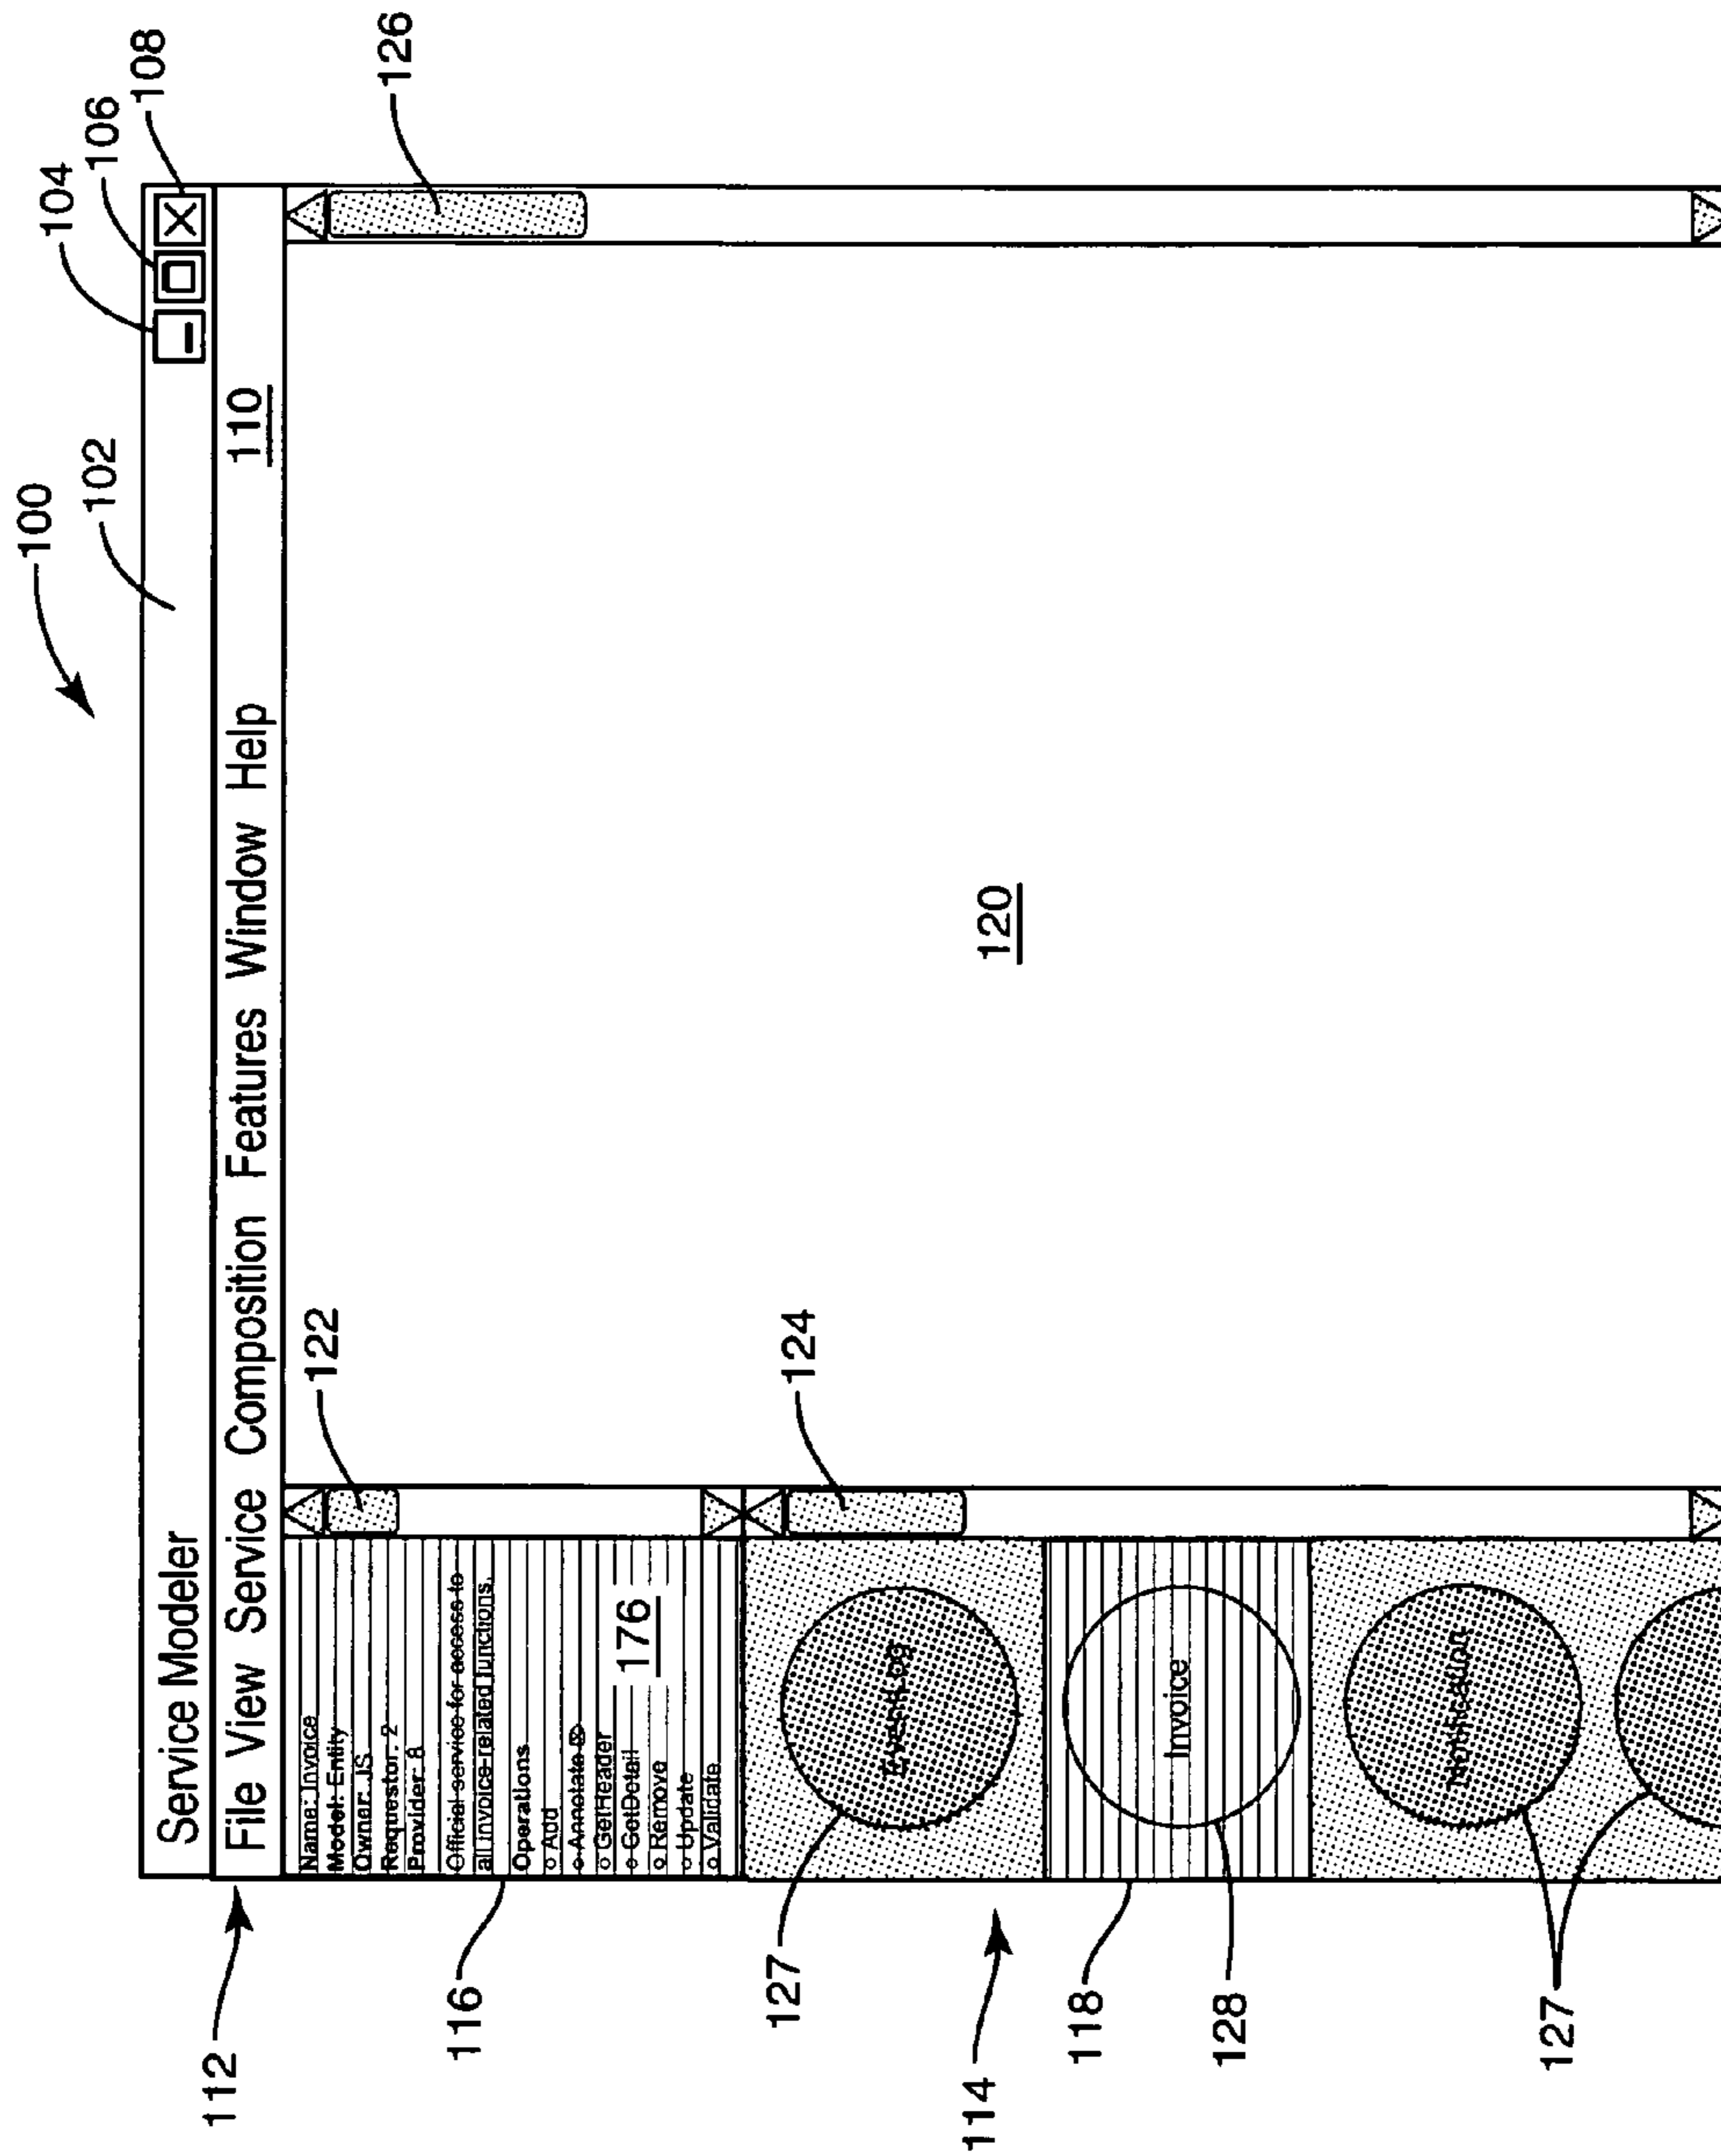 100
102
104
106
108
Service Modeler
112
File View Service Composition Features Window Help
110
126
122
Name: Invoice
Model: Entity
Owner: JS
Requestor: 2
Provider: 8
Official service for access to
all invoice-related functions.
Operations
o Add
o Annotate ⊗
o GetHeader
o GetDetail
o Remove
o Update
o Validate
176
116
124
120
127
EventLog
114
118
Invoice
128
Notification
127